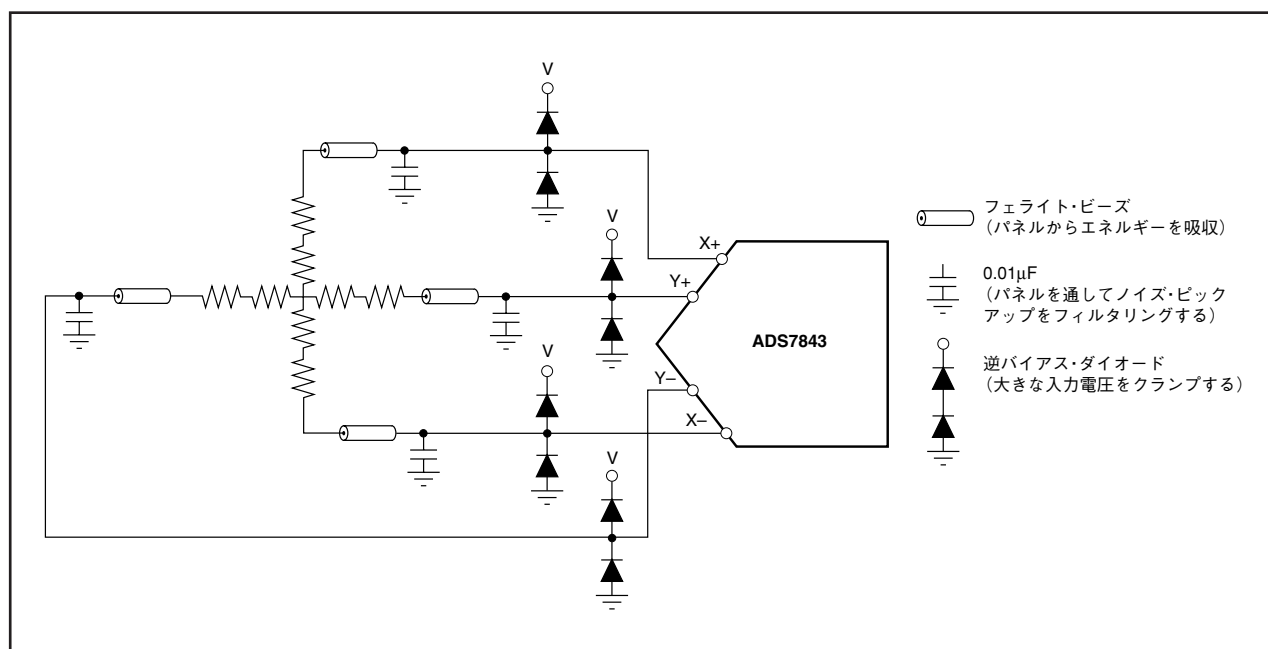 V
V
X+
Y+
ADS7843
V
Y–
X–
V
フェライト・ビーズ
（パネルからエネルギーを吸収）
0.01µF
（パネルを通してノイズ・ピック
アップをフィルタリングする）
逆バイアス・ダイオード
（大きな入力電圧をクランプする）